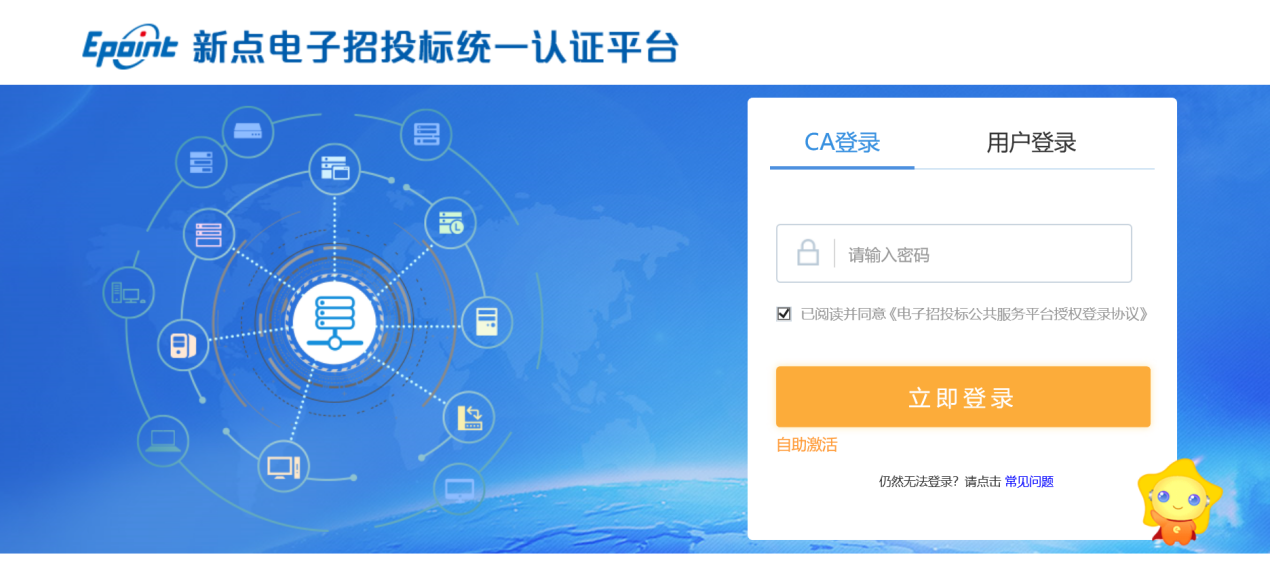 Epoint 新点电子招投标统一认证平台
CA登录 用户登录
请输入密码
已阅读并同意《电子招投标公共服务平台授权登录协议》
立即登录
自助激活
仍然无法登录？请点击 常见问题